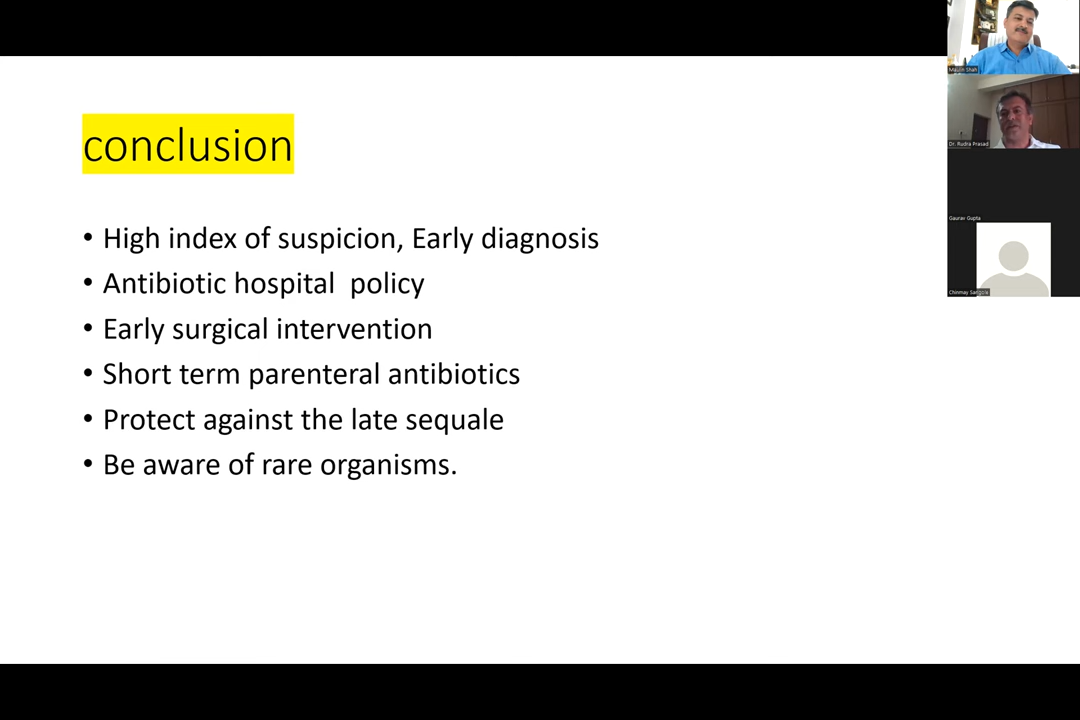 conclusion
• High index of suspicion, Early diagnosis
• Antibiotic hospital  policy
• Early surgical intervention
• Short term parenteral antibiotics
• Protect against the late sequale
• Be aware of rare organisms.
Maulin Shah
Dr. Rudra Prasad
Gaurav Gupta
Chinmay Sangole